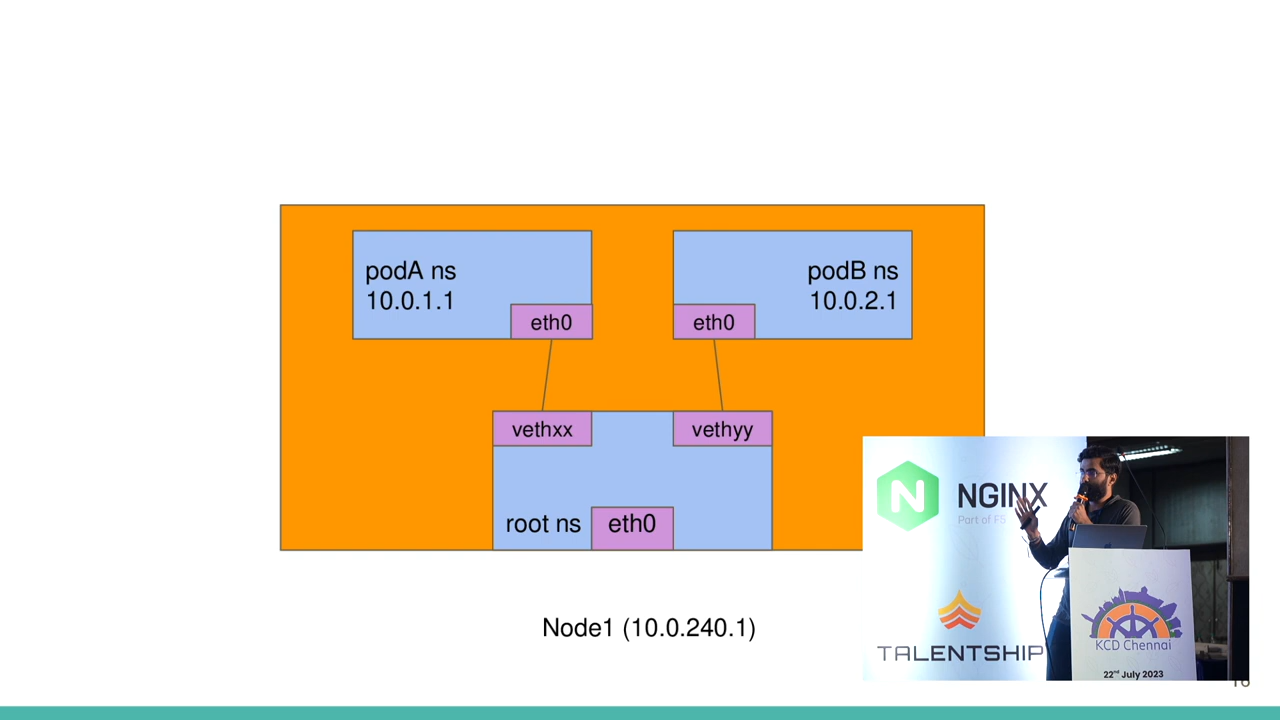 podA ns
10.0.1.1
eth0
podB ns
10.0.2.1
eth0
vethxx
vethyy
root ns
eth0
Node1 (10.0.240.1)
NGINX
Part of F5
TALENTSHIP
KCD Chennai
22nd July 2023